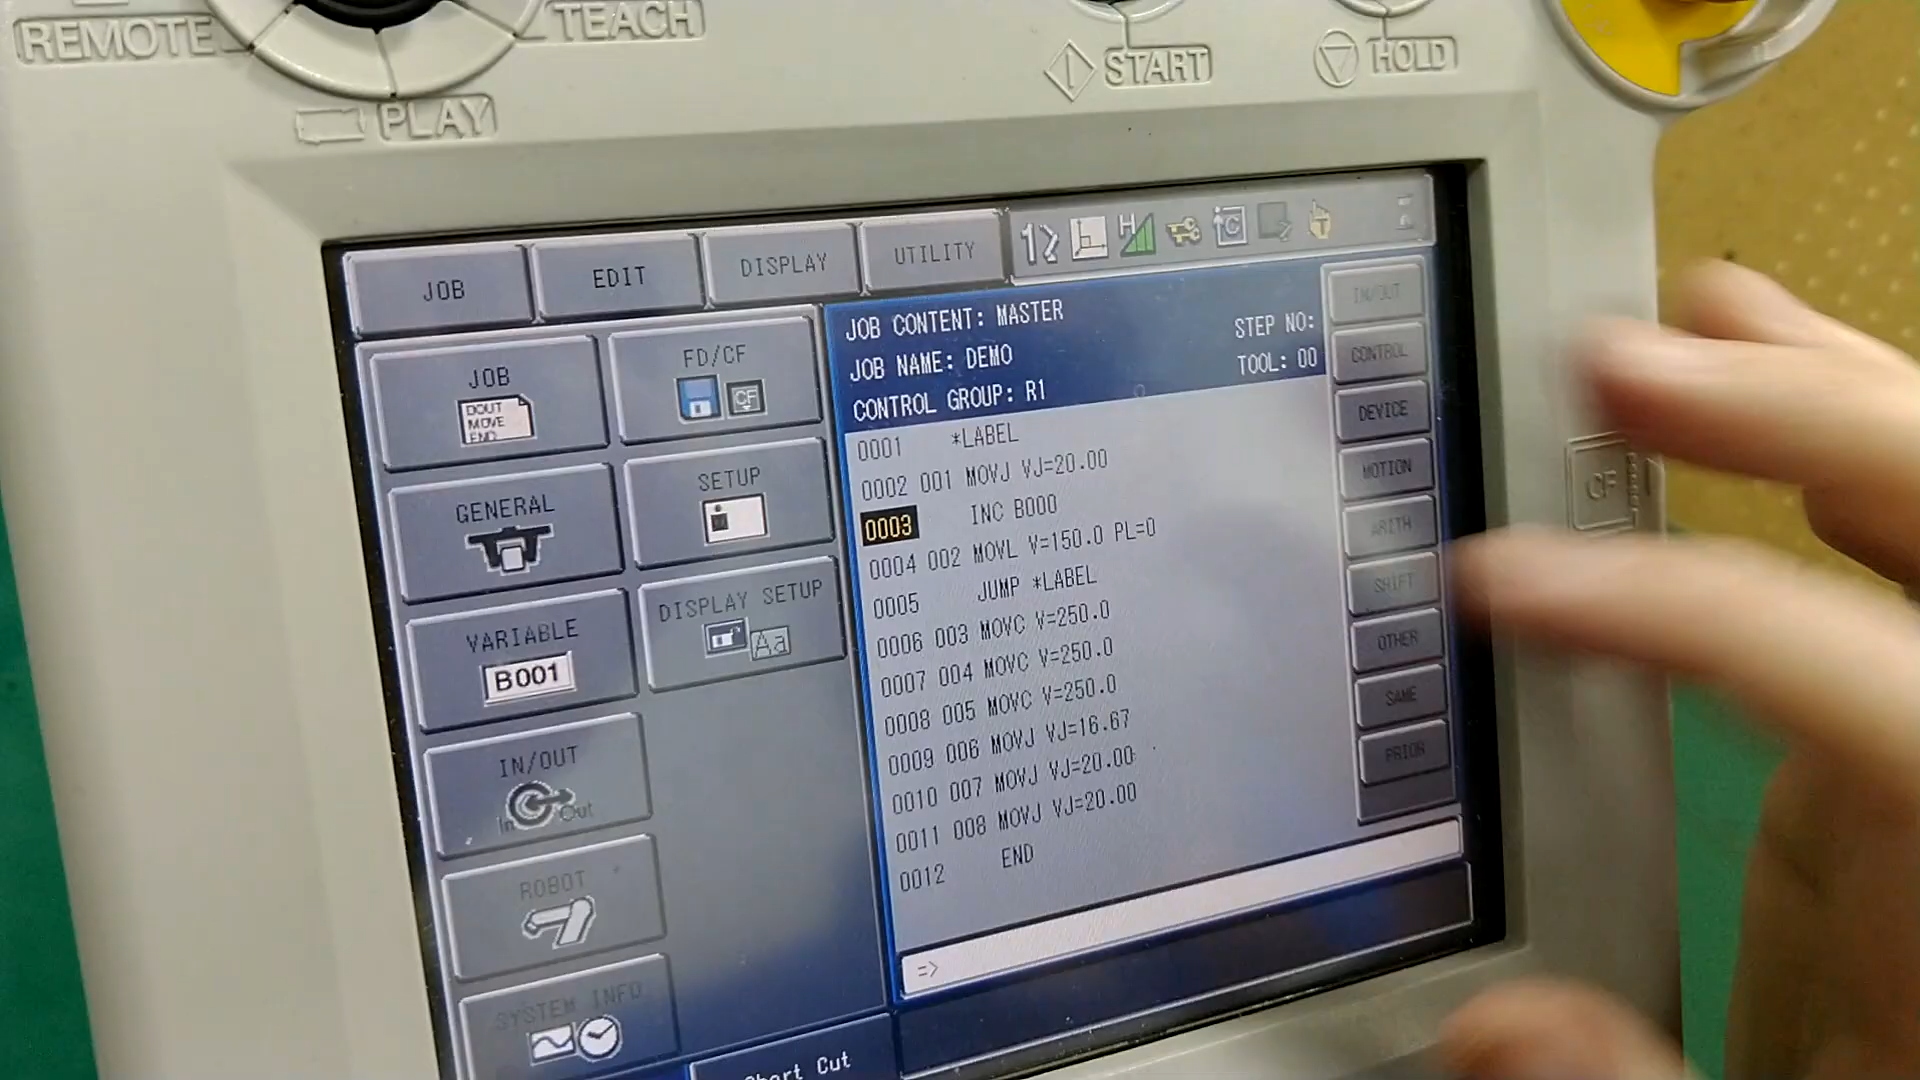 REMOTE
TEACH
PLAY
START
HOLD
JOB
EDIT
DISPLAY
UTILITY
JOB
DOUT
MOVE
END
FD/CF
CF
GENERAL
SETUP
VARIABLE
B001
DISPLAY SETUP
Aa
IN/OUT
In
Out
ROBOT
SYSTEM INFO
JOB CONTENT: MASTER
JOB NAME: DEMO
STEP NO:
CONTROL GROUP: R1
TOOL: 00
0001 *LABEL
0002 001 MOVJ VJ=20.00
0003 INC B000
0004 002 MOVL V=150.0 PL=0
0005 JUMP *LABEL
0006 003 MOVC V=250.0
0007 004 MOVC V=250.0
0008 005 MOVC V=250.0
0009 006 MOVJ VJ=16.67
0010 007 MOVJ VJ=20.00
0011 008 MOVJ VJ=20.00
0012 END
=>
Short Cut
IN/OUT
CONTROL
DEVICE
MOTION
ARITH
SHIFT
OTHER
SAME
PRIOR
CF